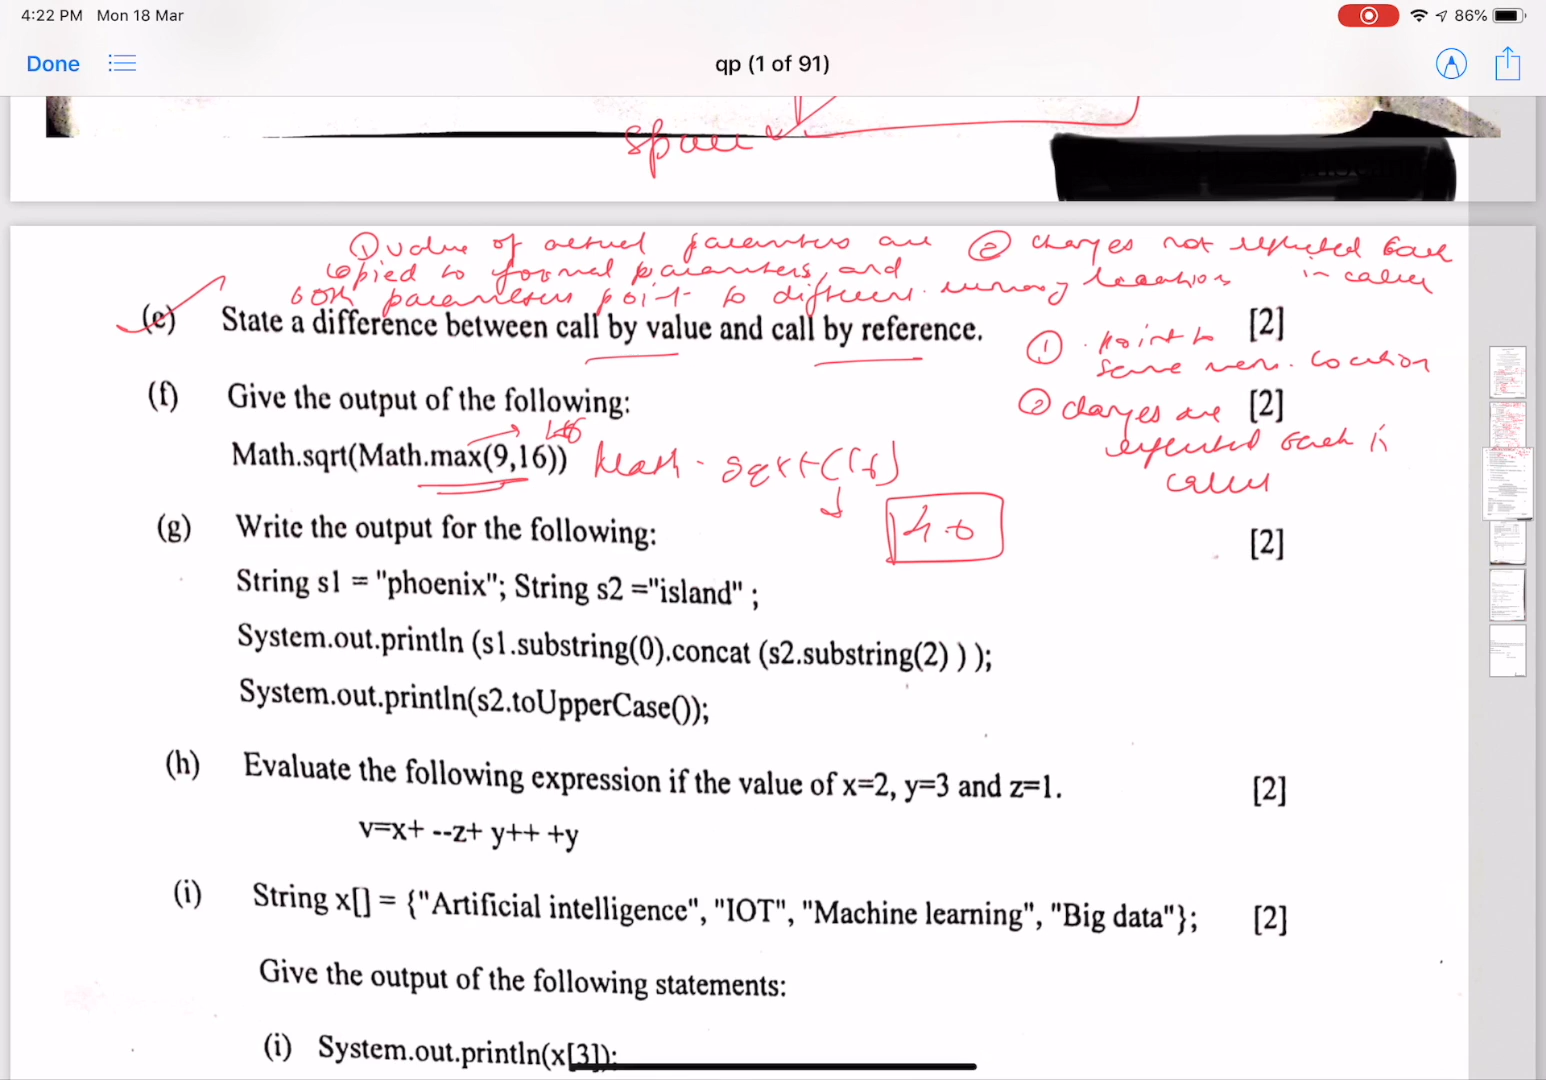 4:22 PM Mon 18 Mar
86%
Done
qp (1 of 91)
space
① value of actual parameters are
copied to formal parameters, and
both parameters point to different memory locations
② changes not reflected back
in caller
(e) State a difference between call by value and call by reference. [2]
① point to
same mem. location
(f) Give the output of the following: [2]
② changes are
reflected back in
caller
16
Math.sqrt(Math.max(9,16)) Math.sqrt(16)
4.0
(g) Write the output for the following: [2]
String s1 = "phoenix"; String s2 ="island" ;
System.out.println (s1.substring(0).concat (s2.substring(2) ) );
System.out.println(s2.toUpperCase());
(h) Evaluate the following expression if the value of x=2, y=3 and z=1. [2]
v=x+ --z+ y++ +y
(i) String x[] = {"Artificial intelligence", "IOT", "Machine learning", "Big data"}; [2]
Give the output of the following statements:
(i) System.out.println(x[3]);